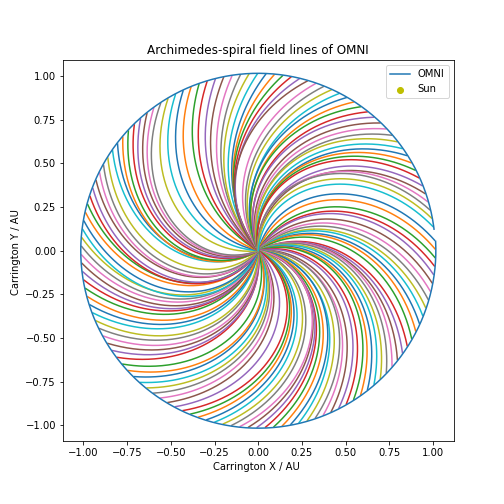 Archimedes-spiral field lines of OMNI
OMNI
Sun
1.00
0.75
0.50
0.25
0.00
−0.25
−0.50
−0.75
−1.00
Carrington Y / AU
−1.00 −0.75 −0.50 −0.25 0.00 0.25 0.50 0.75 1.00
Carrington X / AU